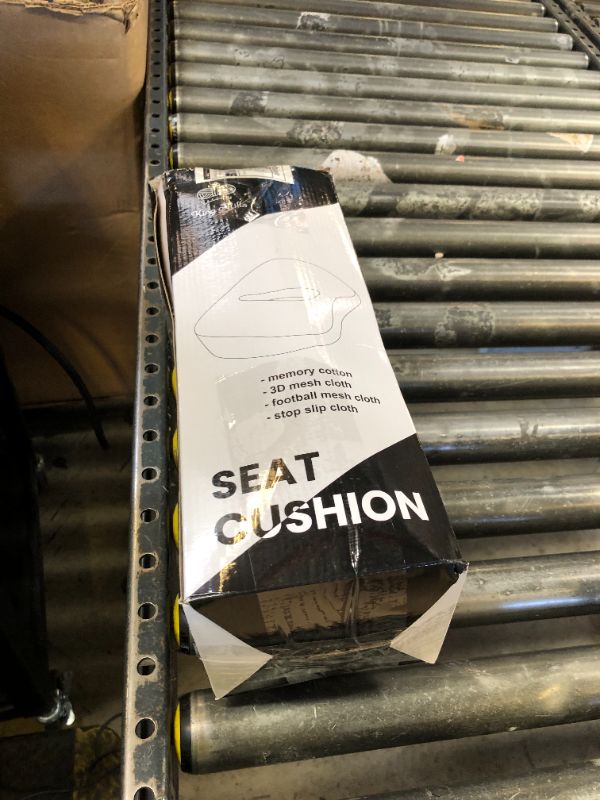 - memory cotton
- 3D mesh cloth
- football mesh cloth
- stop slip cloth
SEAT
CUSHION